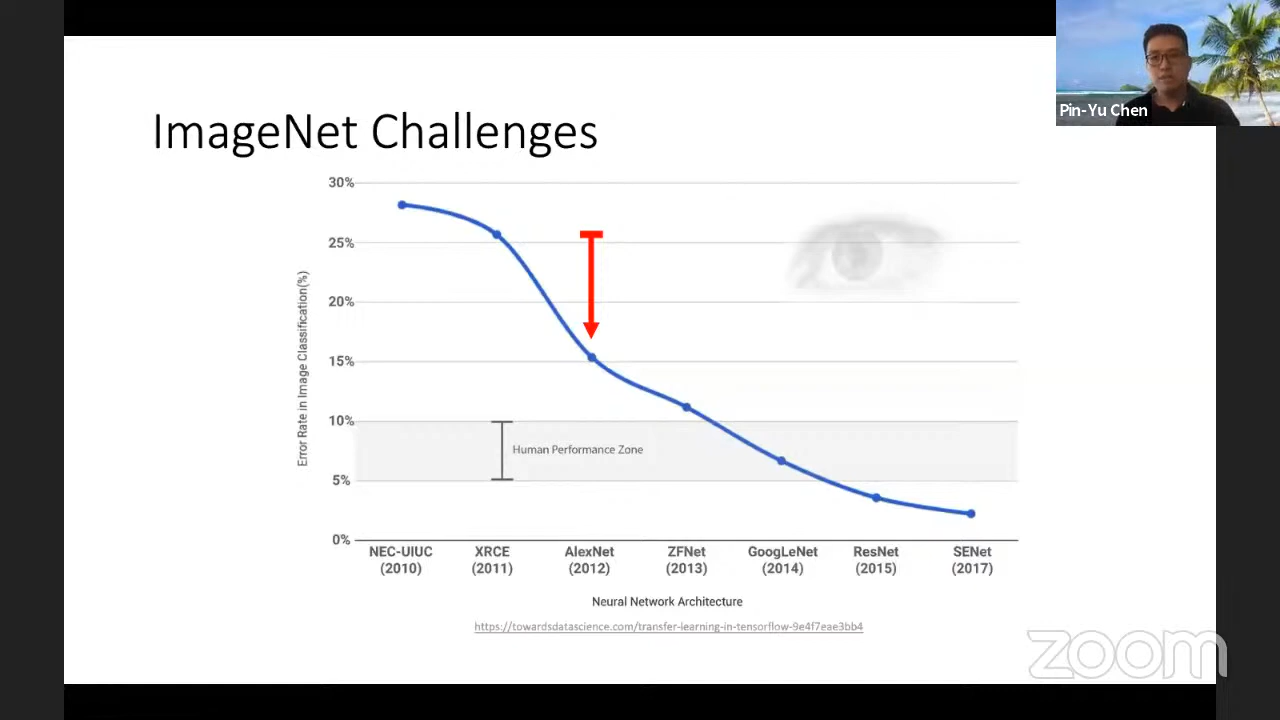 Pin-Yu Chen
ImageNet Challenges
30%
25%
20%
15%
10%
5%
0%
Error Rate in Image Classification(%)
Human Performance Zone
NEC-UIUC
(2010)
XRCE
(2011)
AlexNet
(2012)
ZFNet
(2013)
GoogLeNet
(2014)
ResNet
(2015)
SENet
(2017)
Neural Network Architecture
https://towardsdatascience.com/transfer-learning-in-tensorflow-9e4f7eae3bb4
zoom